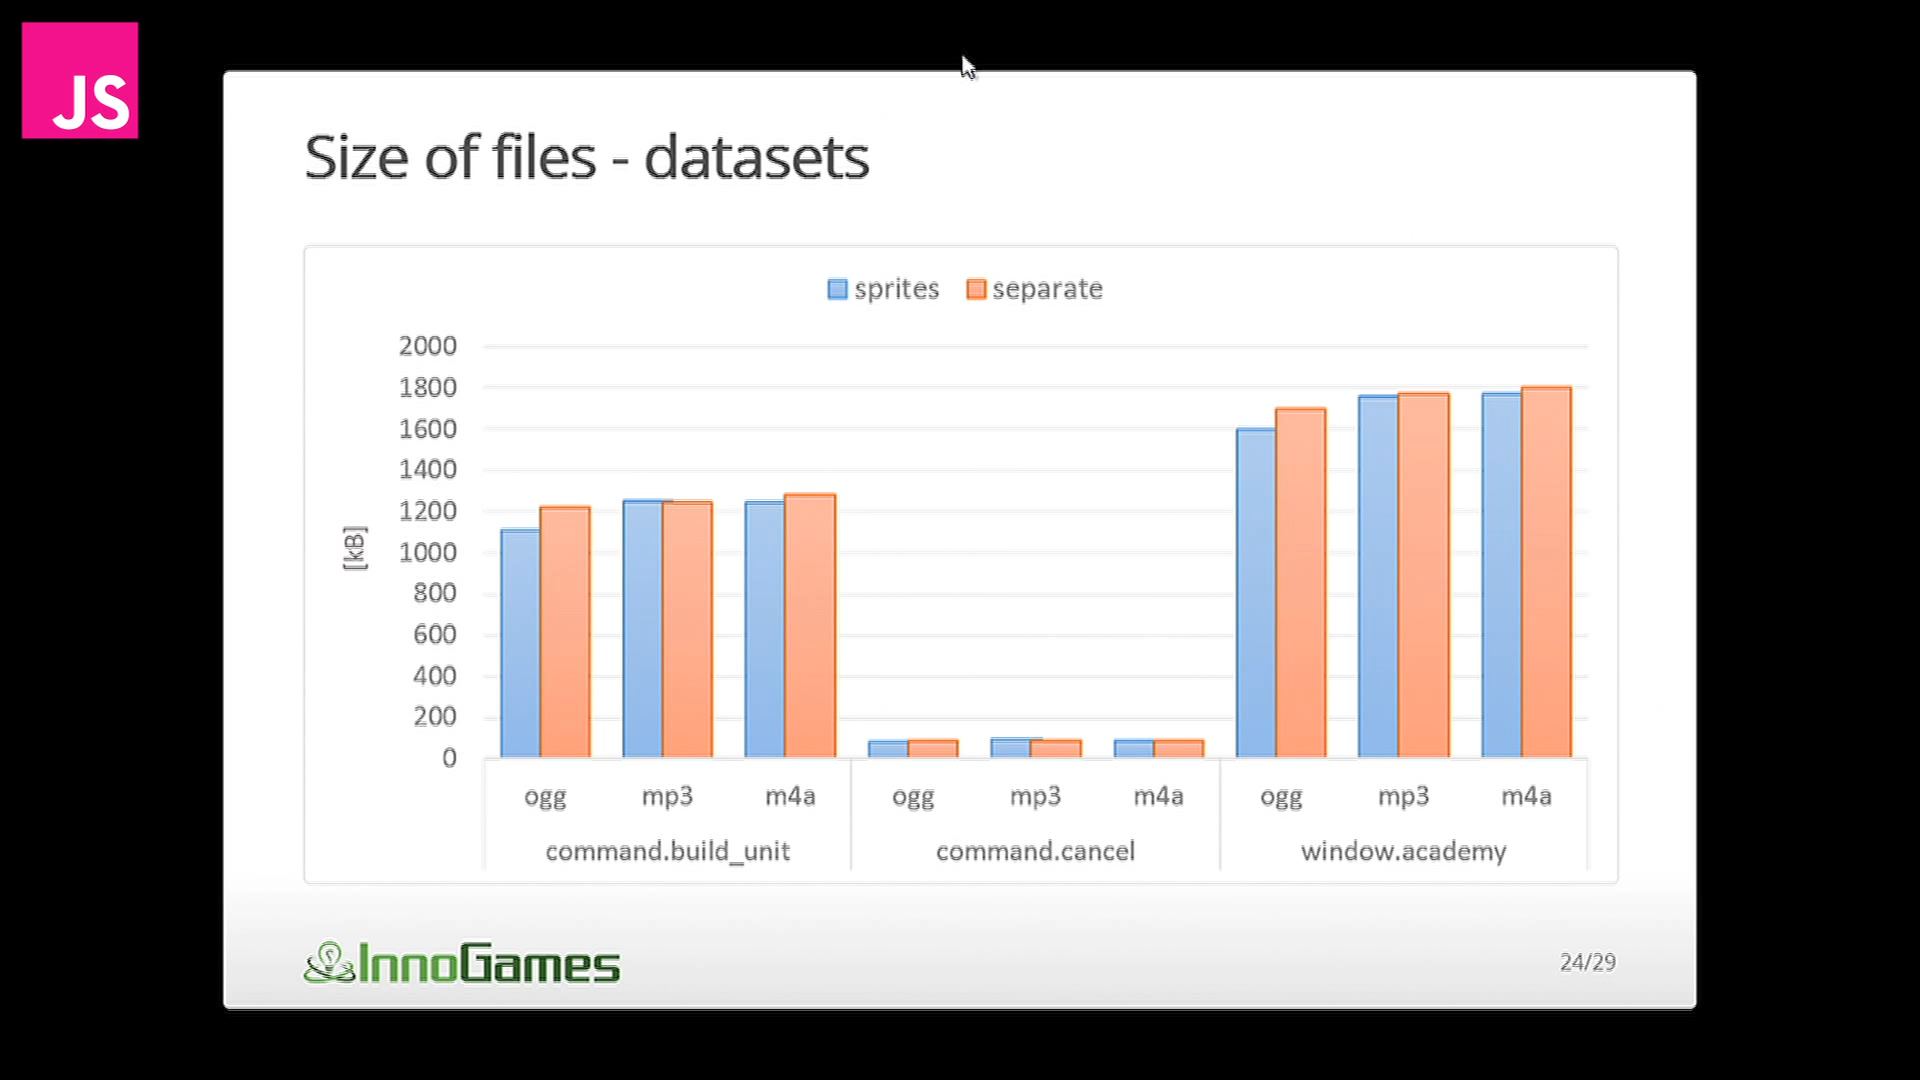 JS
Size of files - datasets
sprites separate
2000
1800
1600
1400
1200
1000
800
600
400
200
0
[kB]
ogg mp3 m4a ogg mp3 m4a ogg mp3 m4a
command.build_unit command.cancel window.academy
InnoGames
24/29